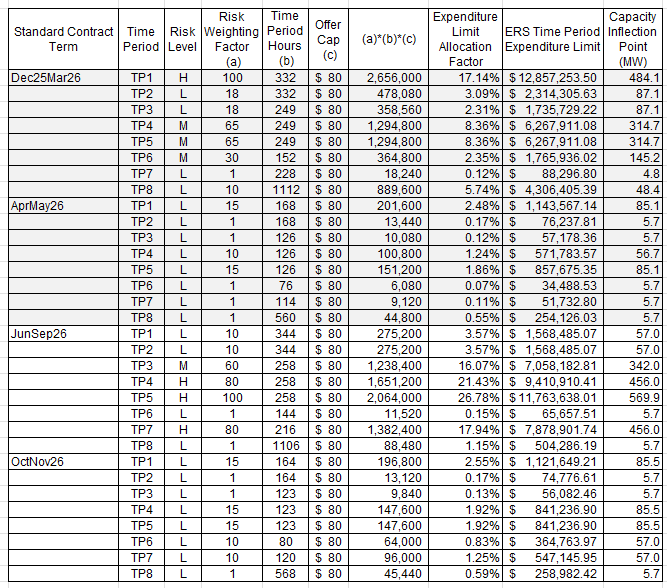 Standard Contract Term | Time Period | Risk Level | Risk Weighting Factor (a) | Time Period Hours (b) | Offer Cap (c) | (a)*(b)*(c) | Expenditure Limit Allocation Factor | ERS Time Period Expenditure Limit | Capacity Inflection Point (MW)
Dec25Mar26 TP1 H 100 332 $ 80 2,656,000 17.14% $ 12,857,253.50 484.1
TP2 L 18 332 $ 80 478,080 3.09% $ 2,314,305.63 87.1
TP3 L 18 249 $ 80 358,560 2.31% $ 1,735,729.22 87.1
TP4 M 65 249 $ 80 1,294,800 8.36% $ 6,267,911.08 314.7
TP5 M 65 249 $ 80 1,294,800 8.36% $ 6,267,911.08 314.7
TP6 M 30 152 $ 80 364,800 2.35% $ 1,765,936.02 145.2
TP7 L 1 228 $ 80 18,240 0.12% $ 88,296.80 4.8
TP8 L 10 1112 $ 80 889,600 5.74% $ 4,306,405.39 48.4
AprMay26 TP1 L 15 168 $ 80 201,600 2.48% $ 1,143,567.14 85.1
TP2 L 1 168 $ 80 13,440 0.17% $ 76,237.81 5.7
TP3 L 1 126 $ 80 10,080 0.12% $ 57,178.36 5.7
TP4 L 10 126 $ 80 100,800 1.24% $ 571,783.57 56.7
TP5 L 15 126 $ 80 151,200 1.86% $ 857,675.35 85.1
TP6 L 1 76 $ 80 6,080 0.07% $ 34,488.53 5.7
TP7 L 1 114 $ 80 9,120 0.11% $ 51,732.80 5.7
TP8 L 1 560 $ 80 44,800 0.55% $ 254,126.03 5.7
JunSep26 TP1 L 10 344 $ 80 275,200 3.57% $ 1,568,485.07 57.0
TP2 L 10 344 $ 80 275,200 3.57% $ 1,568,485.07 57.0
TP3 M 60 258 $ 80 1,238,400 16.07% $ 7,058,182.81 342.0
TP4 H 80 258 $ 80 1,651,200 21.43% $ 9,410,910.41 456.0
TP5 H 100 258 $ 80 2,064,000 26.78% $ 11,763,638.01 569.9
TP6 L 1 144 $ 80 11,520 0.15% $ 65,657.51 5.7
TP7 H 80 216 $ 80 1,382,400 17.94% $ 7,878,901.74 456.0
TP8 L 1 1106 $ 80 88,480 1.15% $ 504,286.19 5.7
OctNov26 TP1 L 15 164 $ 80 196,800 2.55% $ 1,121,649.21 85.5
TP2 L 1 164 $ 80 13,120 0.17% $ 74,776.61 5.7
TP3 L 1 123 $ 80 9,840 0.13% $ 56,082.46 5.7
TP4 L 15 123 $ 80 147,600 1.92% $ 841,236.90 85.5
TP5 L 15 123 $ 80 147,600 1.92% $ 841,236.90 85.5
TP6 L 10 80 $ 80 64,000 0.83% $ 364,763.97 57.0
TP7 L 10 120 $ 80 96,000 1.25% $ 547,145.95 57.0
TP8 L 1 568 $ 80 45,440 0.59% $ 258,982.42 5.7